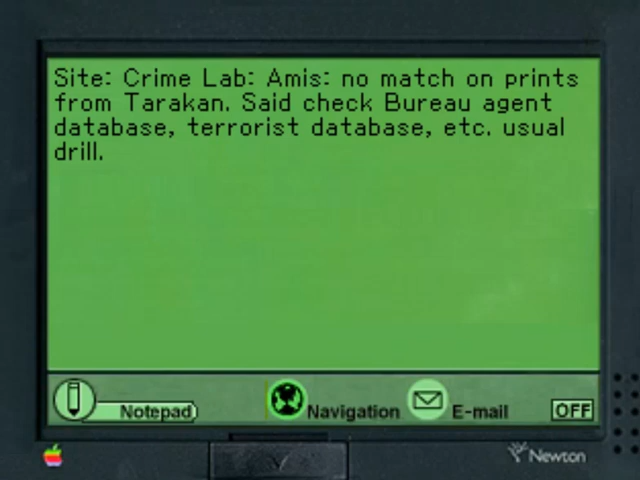 Site: Crime Lab: Amis: no match on prints
from Tarakan. Said check Bureau agent
database, terrorist database, etc. usual
drill.
Notepad
Navigation
E-mail
OFF
Newton